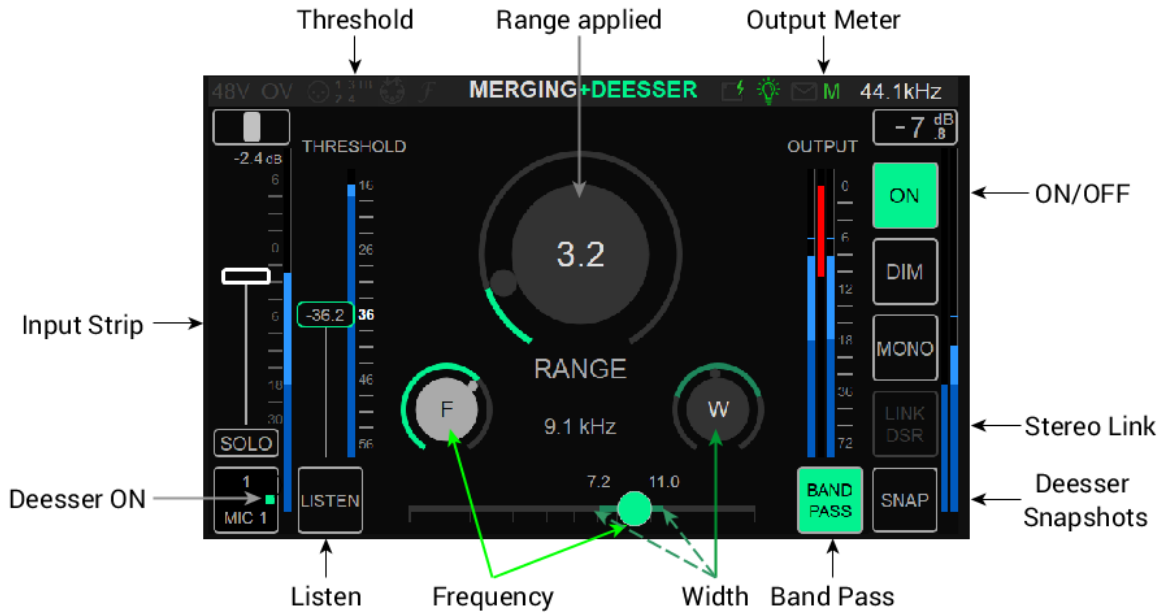 Threshold
Range applied
Output Meter
48V OV
MERGING+DEESSER
M
44.1kHz
-2.4 dB
THRESHOLD
OUTPUT
-7 dB .8
6
0
6
18
30
16
26
-36.2
36
46
56
3.2
RANGE
F
9.1 kHz
W
0
6
12
18
36
72
ON
DIM
MONO
LINK
DSR
SNAP
ON/OFF
Input Strip
Stereo Link
SOLO
1
MIC 1
LISTEN
7.2
11.0
BAND
PASS
Deesser ON
Deesser
Snapshots
Listen
Frequency
Width
Band Pass